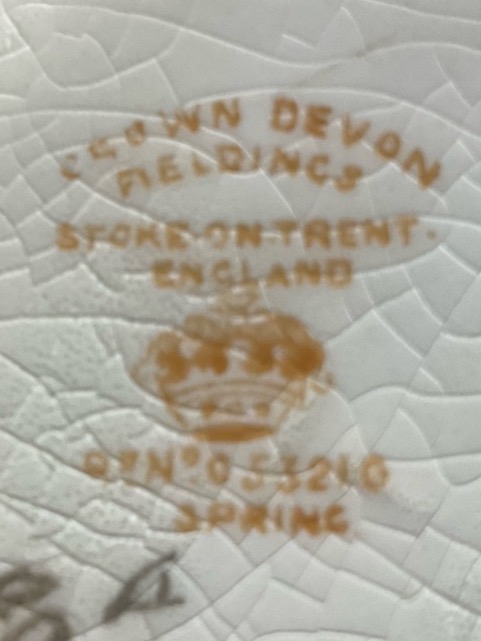 CROWN DEVON
FIELDINGS
STOKE-ON-TRENT.
ENGLAND
SPRING